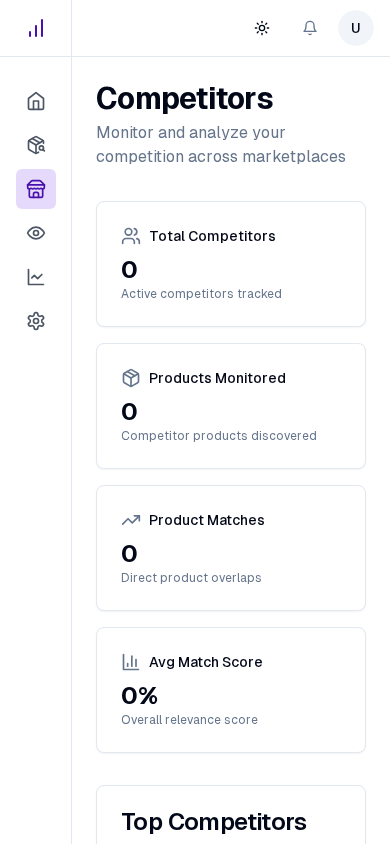 U
Competitors
Monitor and analyze your
competition across marketplaces
Total Competitors
0
Active competitors tracked
Products Monitored
0
Competitor products discovered
Product Matches
0
Direct product overlaps
Avg Match Score
0%
Overall relevance score
Top Competitors